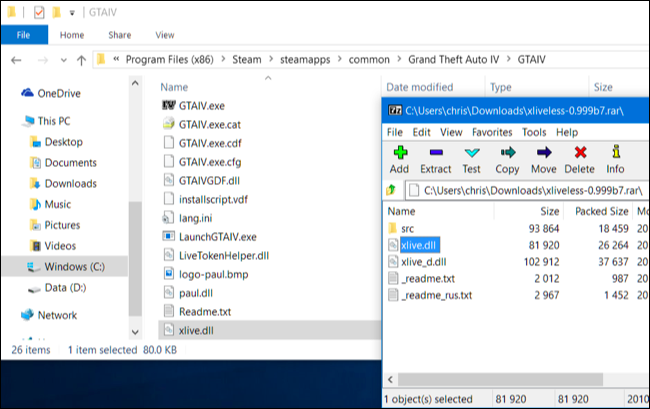 GTAIV
File Home Share View
« Program Files (x86) > Steam > steamapps > common > Grand Theft Auto IV > GTAIV
OneDrive
This PC
Desktop
Documents
Downloads
Music
Pictures
Videos
Windows (C:)
Data (D:)
Network
Name Date modified Type Size
GTAIV.exe
GTAIV.exe.cat
GTAIV.exe.cdf
GTAIV.exe.cfg
GTAIVGDF.dll
installscript.vdf
lang.ini
LaunchGTAIV.exe
LiveTokenHelper.dll
logo-paul.bmp
paul.dll
Readme.txt
xlive.dll
26 items 1 item selected 80.0 KB
7z C:\Users\chris\Downloads\xliveless-0.999b7.rar\
File Edit View Favorites Tools Help
Add Extract Test Copy Move Delete Info
C:\Users\chris\Downloads\xliveless-0.999b7.rar\
Name Size Packed Size Mo
src 93 864 18 459 20
xlive.dll 81 920 26 264 20
xlive_d.dll 102 912 37 637 20
_readme.txt 2 012 987 20
_readme_rus.txt 2 967 1 452 20
1 object(s) selected 81 920 81 920 2010